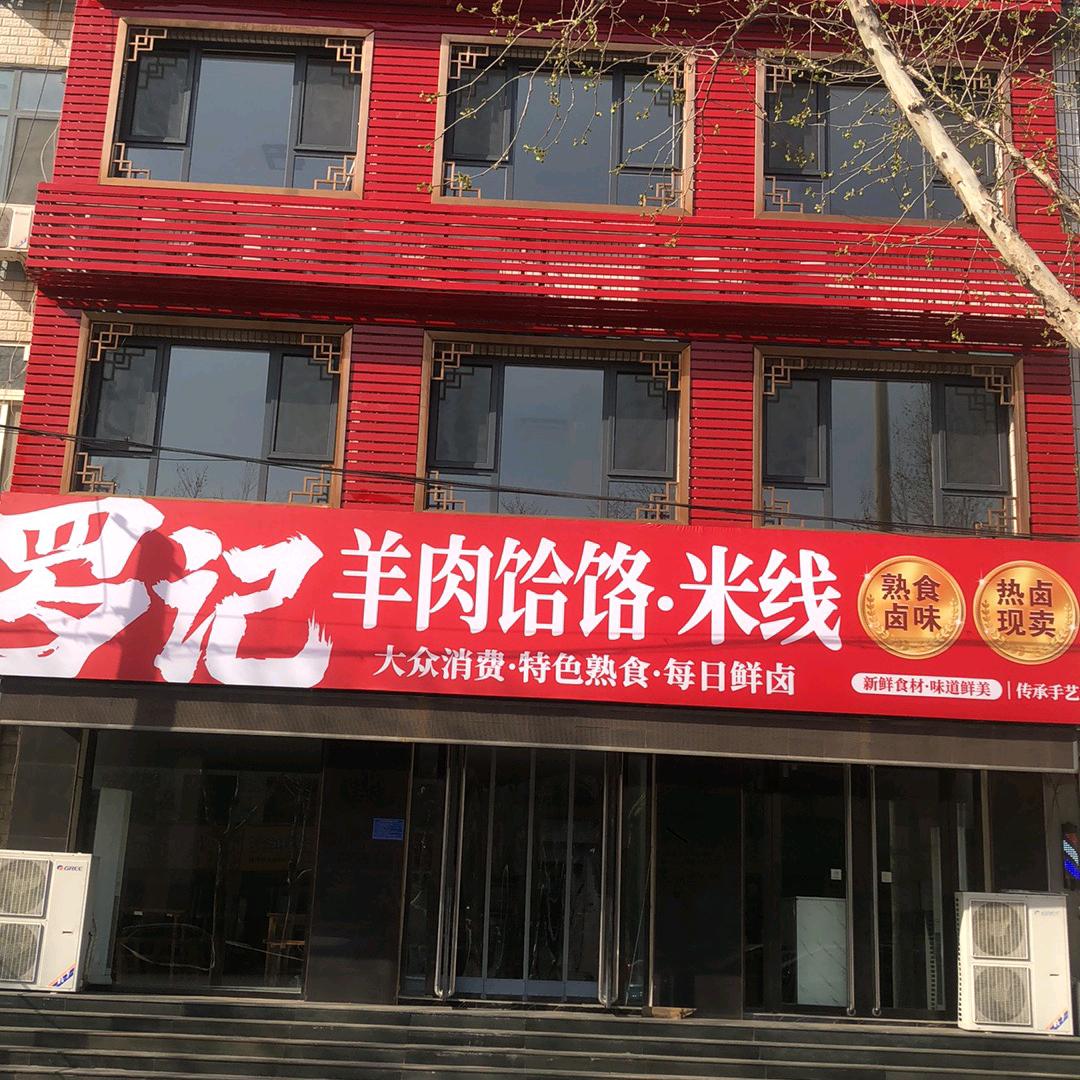 罗记
羊肉饸饹·米线
大众消费·特色熟食·每日鲜卤
熟食
卤味
热卤
现卖
新鲜食材·味道鲜美
传承手艺
GREE